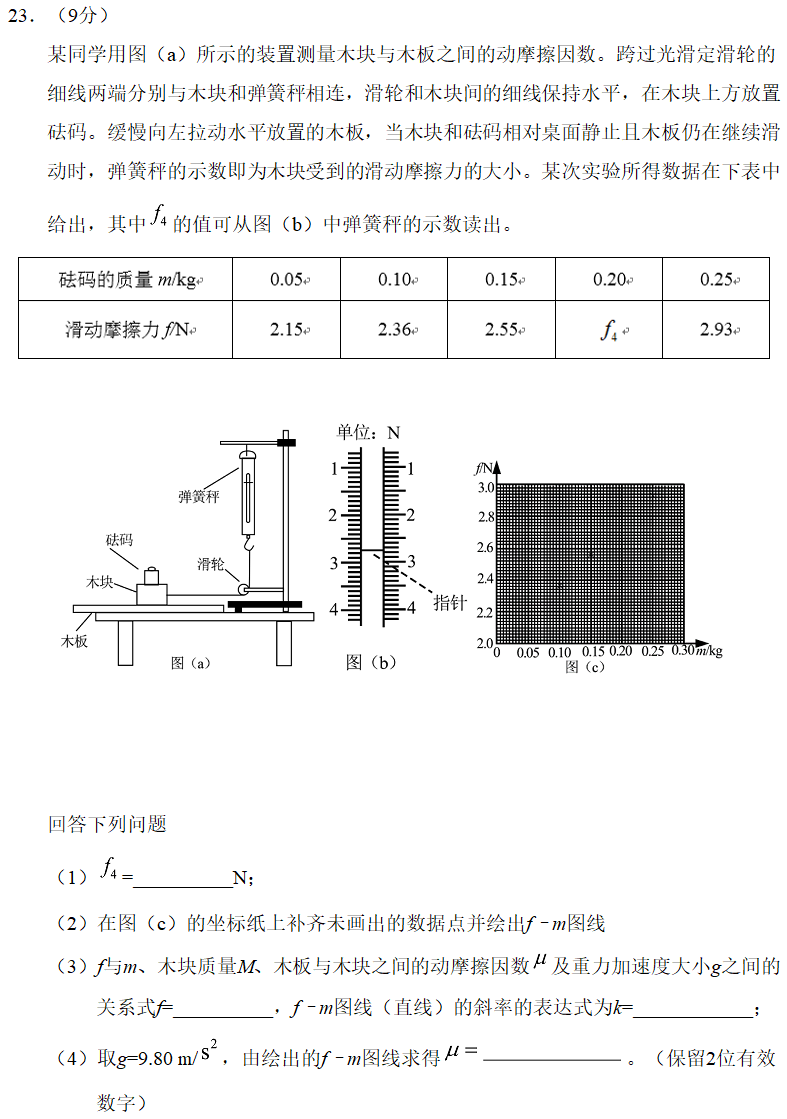 23．（9分）
某同学用图（a）所示的装置测量木块与木板之间的动摩擦因数。跨过光滑定滑轮的
细线两端分别与木块和弹簧秤相连，滑轮和木块间的细线保持水平，在木块上方放置
砝码。缓慢向左拉动水平放置的木板，当木块和砝码相对桌面静止且木板仍在继续滑
动时，弹簧秤的示数即为木块受到的滑动摩擦力的大小。某次实验所得数据在下表中
给出，其中 f₄ 的值可从图（b）中弹簧秤的示数读出。
砝码的质量 m/kg 0.05 0.10 0.15 0.20 0.25
滑动摩擦力 f/N 2.15 2.36 2.55 f₄ 2.93
弹簧秤
砝码
木块
滑轮
木板
图（a）
单位：N
1 1
2 2
3 3
4 4
指针
图（b）
f/N
3.0
2.8
2.6
2.4
2.2
2.0
0 0.05 0.10 0.15 0.20 0.25 0.30 m/kg
图（c）
回答下列问题
（1）f₄=__________N；
（2）在图（c）的坐标纸上补齐未画出的数据点并绘出f－m图线
（3）f与m、木块质量M、木板与木块之间的动摩擦因数μ及重力加速度大小g之间的
关系式f=__________，f－m图线（直线）的斜率的表达式为k=____________；
（4）取g=9.80 m/s²，由绘出的f－m图线求得μ=______________。（保留2位有效
数字）